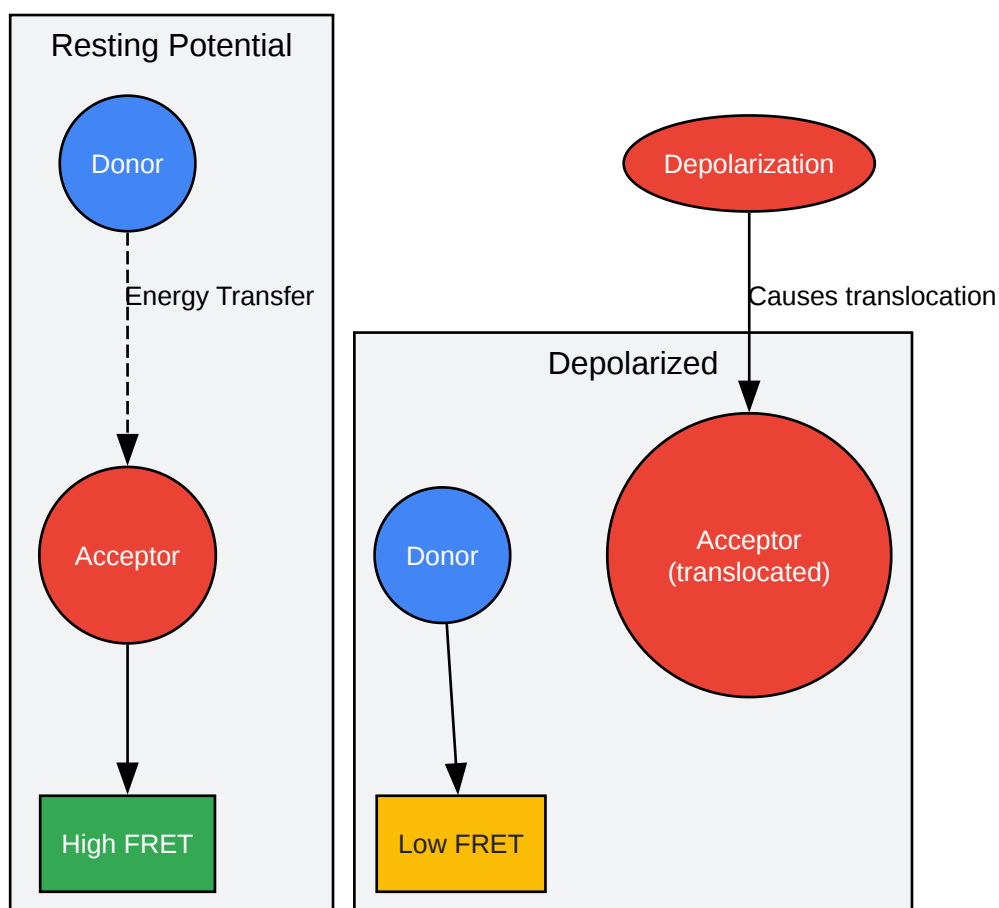 Resting Potential
Donor
Energy Transfer
Acceptor
High FRET
Depolarization
Causes translocation
Depolarized
Donor
Acceptor
(translocated)
Low FRET